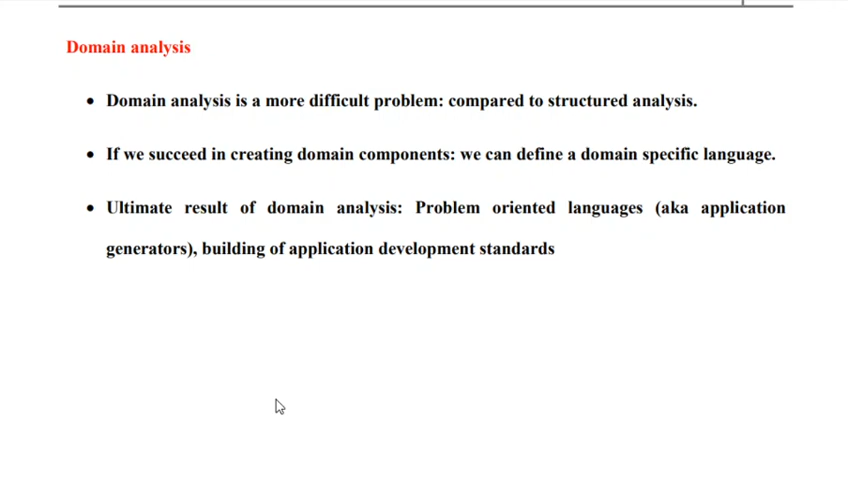 Domain analysis
• Domain analysis is a more difficult problem: compared to structured analysis.
• If we succeed in creating domain components: we can define a domain specific language.
• Ultimate result of domain analysis: Problem oriented languages (aka application
generators), building of application development standards